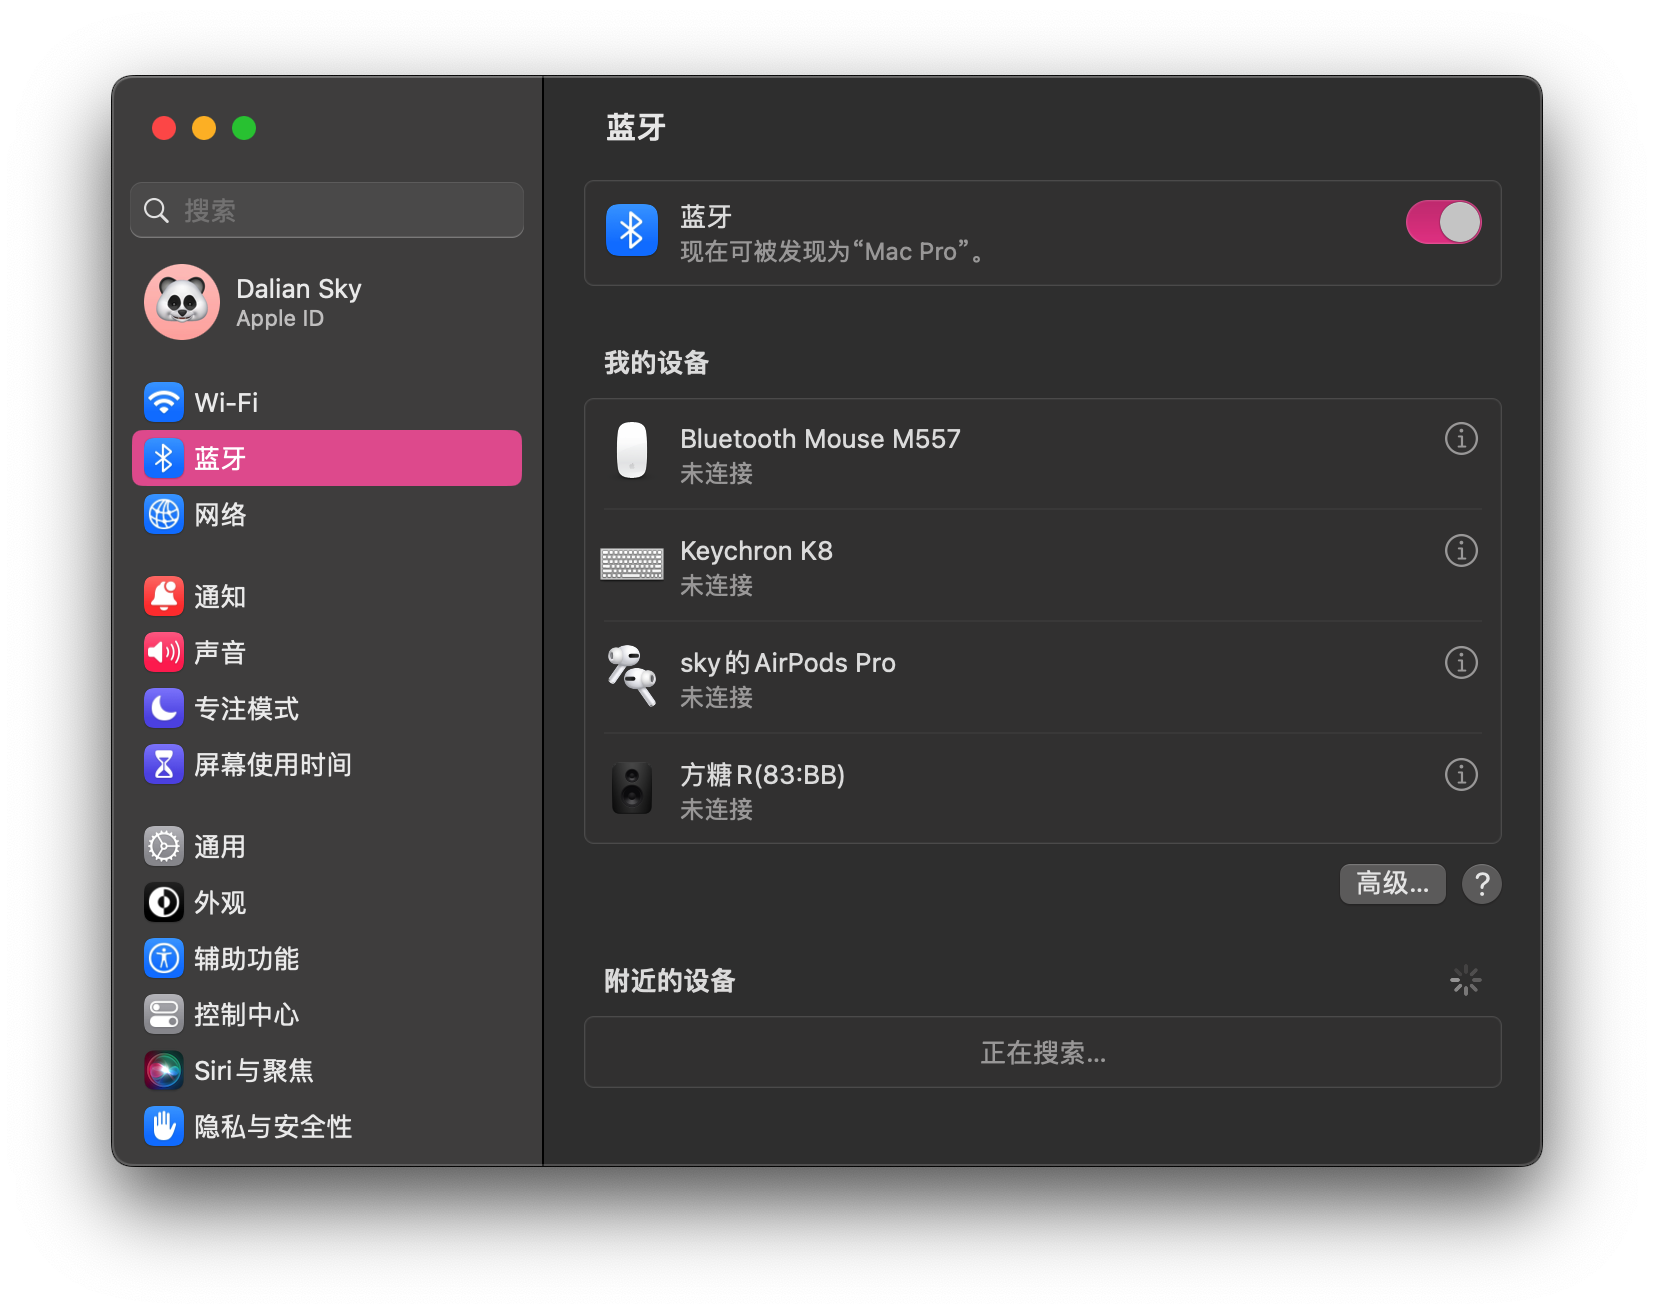 搜索
Dalian Sky
Apple ID
Wi-Fi
蓝牙
网络
通知
声音
专注模式
屏幕使用时间
通用
外观
辅助功能
控制中心
Siri与聚焦
隐私与安全性
蓝牙
蓝牙
现在可被发现为“Mac Pro”。
我的设备
Bluetooth Mouse M557
未连接
Keychron K8
未连接
sky的AirPods Pro
未连接
方糖R(83:BB)
未连接
高级...
?
附近的设备
正在搜索...